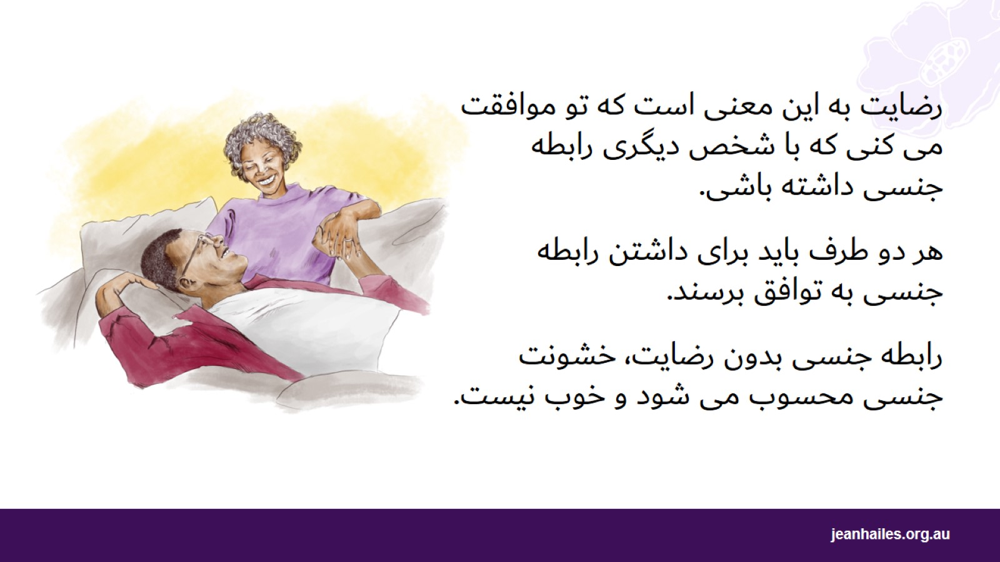 رضایت به این معنی است که تو موافقت
می کنی که با شخص دیگری رابطه
جنسی داشته باشی.
هر دو طرف باید برای داشتن رابطه
جنسی به توافق برسند.
رابطه جنسی بدون رضایت، خشونت
جنسی محسوب می شود و خوب نیست.
jeanhailes.org.au